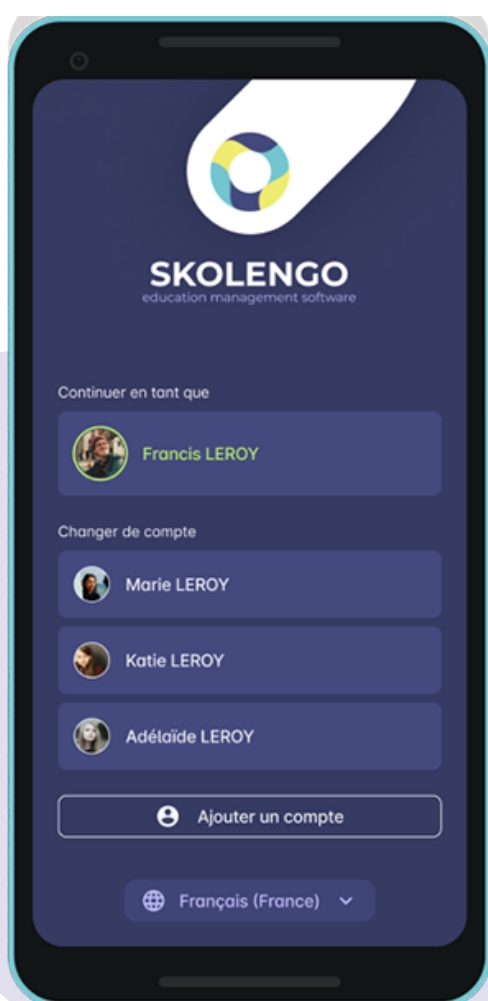 SKOLENGO
education management software
Continuer en tant que
Francis LEROY
Changer de compte
Marie LEROY
Katie LEROY
Adélaïde LEROY
Ajouter un compte
Français (France)